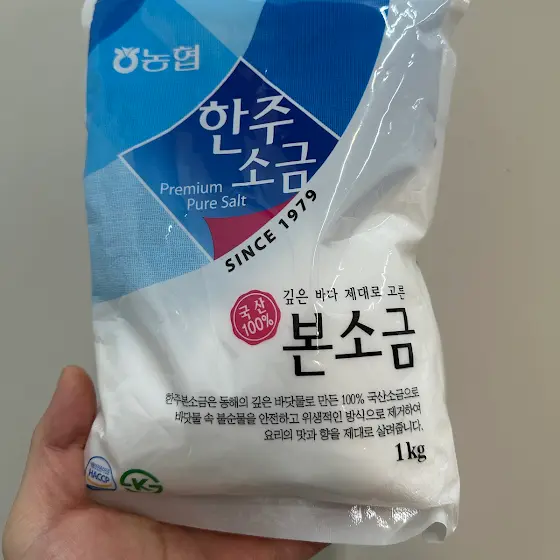 농협
한주
소금
Premium
Pure Salt
SINCE 1979
깊은 바다 제대로 고른
국산
100%
본소금
한주본소금은 동해의 깊은 바닷물로 만든 100% 국산소금으로
바닷물 속 불순물을 안전하고 위생적인 방식으로 제거하여
요리의 맛과 향을 제대로 살려줍니다.
1kg
HACCP
K